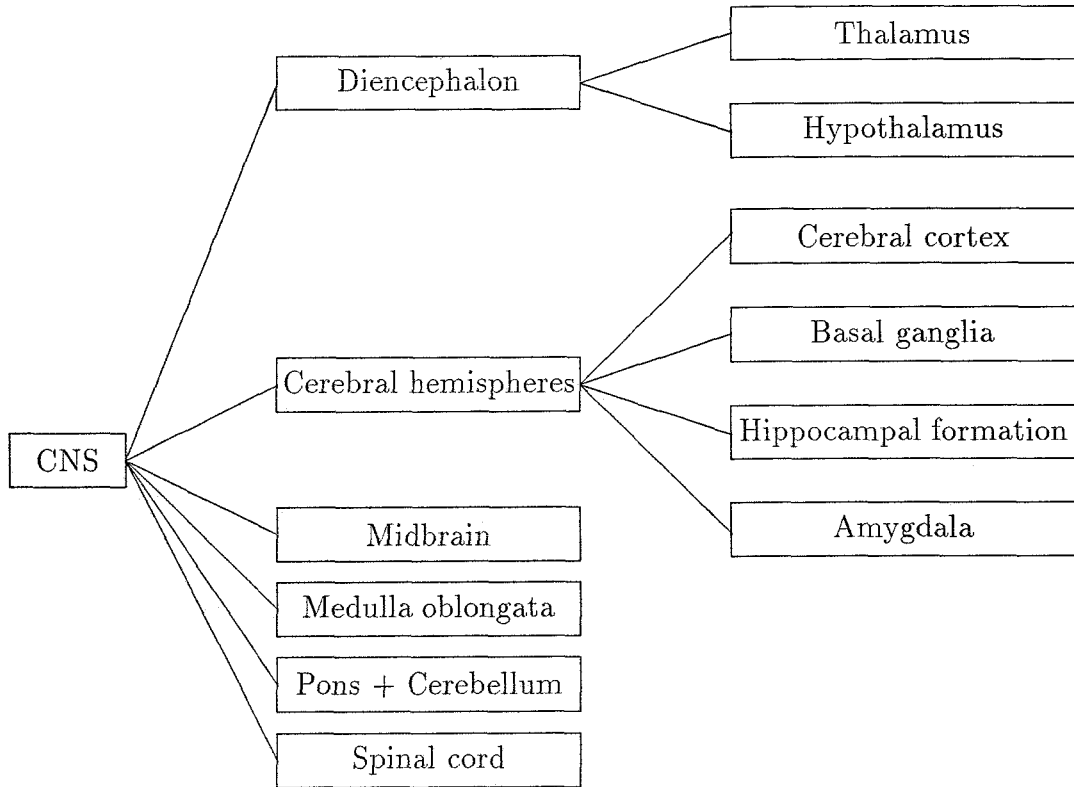 Thalamus
Diencephalon
Hypothalamus
Cerebral cortex
Basal ganglia
Cerebral hemispheres
Hippocampal formation
CNS
Amygdala
Midbrain
Medulla oblongata
Pons + Cerebellum
Spinal cord